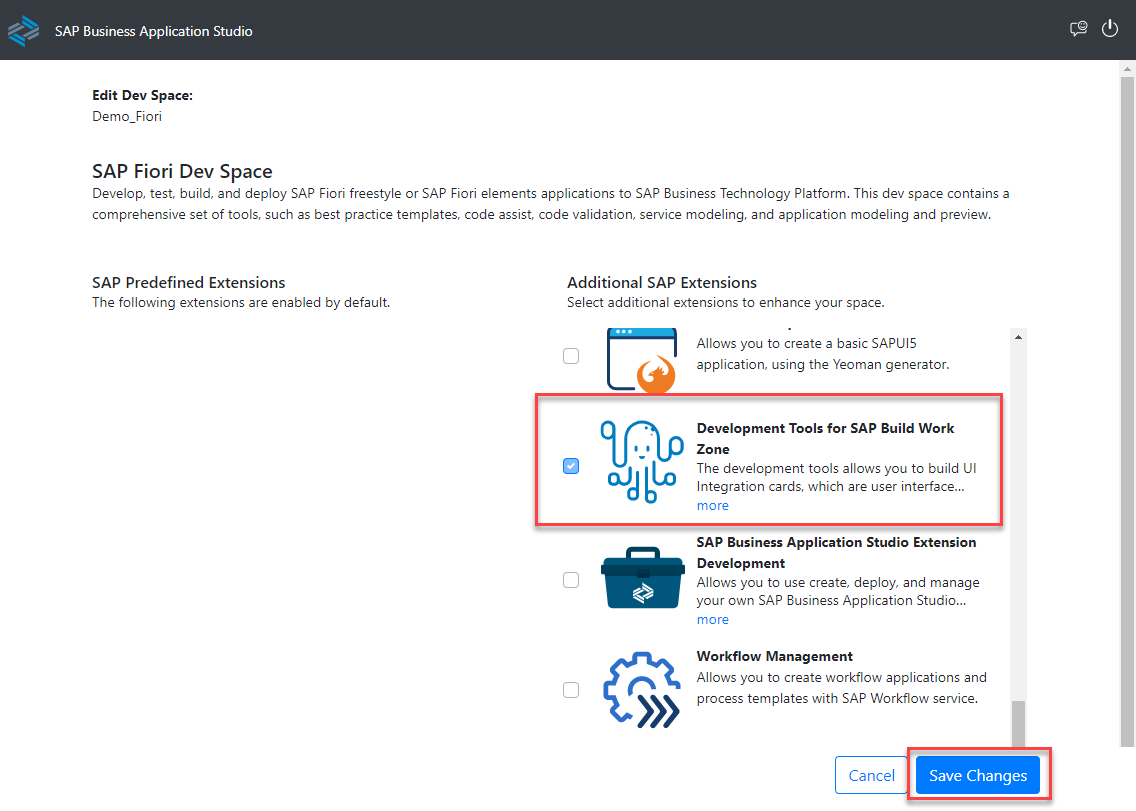 SAP Business Application Studio
Edit Dev Space:
Demo_Fiori
SAP Fiori Dev Space
Develop, test, build, and deploy SAP Fiori freestyle or SAP Fiori elements applications to SAP Business Technology Platform. This dev space contains a
comprehensive set of tools, such as best practice templates, code assist, code validation, service modeling, and application modeling and preview.
SAP Predefined Extensions
The following extensions are enabled by default.
Additional SAP Extensions
Select additional extensions to enhance your space.
Allows you to create a basic SAPUI5
application, using the Yeoman generator.
Development Tools for SAP Build Work
Zone
The development tools allows you to build UI
Integration cards, which are user interface...
more
SAP Business Application Studio Extension
Development
Allows you to use create, deploy, and manage
your own SAP Business Application Studio...
more
Workflow Management
Allows you to create workflow applications and
process templates with SAP Workflow service.
Cancel
Save Changes